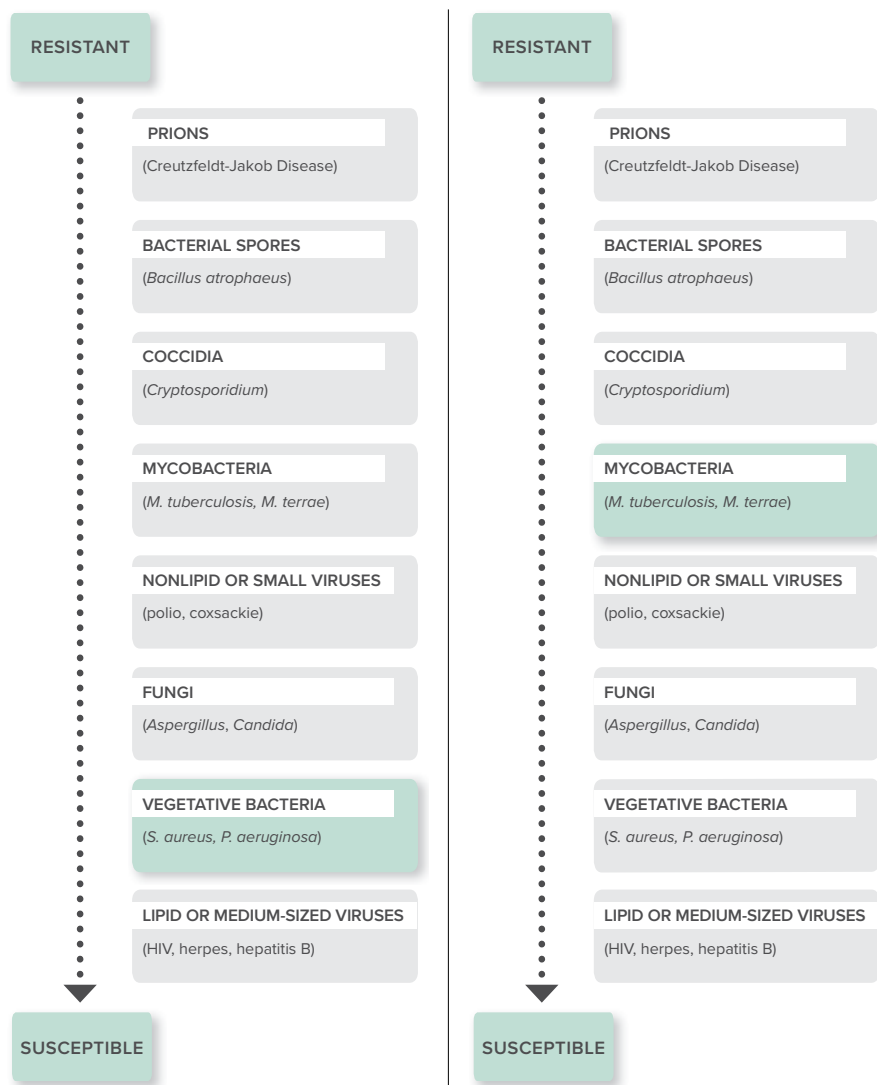 RESISTANT
PRIONS
(Creutzfeldt-Jakob Disease)
BACTERIAL SPORES
(Bacillus atrophaeus)
COCCIDIA
(Cryptosporidium)
MYCOBACTERIA
(M. tuberculosis, M. terrae)
NONLIPID OR SMALL VIRUSES
(polio, coxsackie)
FUNGI
(Aspergillus, Candida)
VEGETATIVE BACTERIA
(S. aureus, P. aeruginosa)
LIPID OR MEDIUM-SIZED VIRUSES
(HIV, herpes, hepatitis B)
SUSCEPTIBLE
RESISTANT
PRIONS
(Creutzfeldt-Jakob Disease)
BACTERIAL SPORES
(Bacillus atrophaeus)
COCCIDIA
(Cryptosporidium)
MYCOBACTERIA
(M. tuberculosis, M. terrae)
NONLIPID OR SMALL VIRUSES
(polio, coxsackie)
FUNGI
(Aspergillus, Candida)
VEGETATIVE BACTERIA
(S. aureus, P. aeruginosa)
LIPID OR MEDIUM-SIZED VIRUSES
(HIV, herpes, hepatitis B)
SUSCEPTIBLE